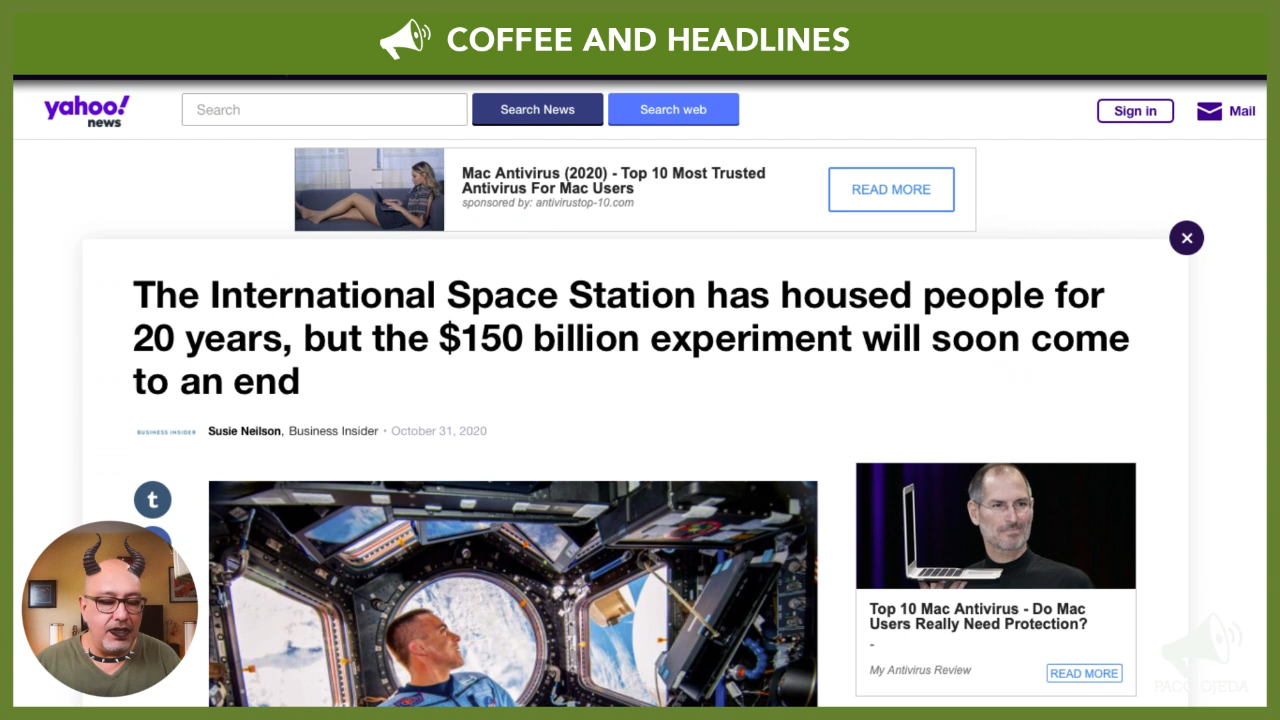 COFFEE AND HEADLINES
yahoo!
news
Search
Search News
Search web
Sign in
Mail
Mac Antivirus (2020) - Top 10 Most Trusted
Antivirus For Mac Users
sponsored by: antivirustop-10.com
READ MORE
The International Space Station has housed people for
20 years, but the $150 billion experiment will soon come
to an end
BUSINESS INSIDER
Susie Neilson, Business Insider • October 31, 2020
t
Top 10 Mac Antivirus - Do Mac
Users Really Need Protection?
-
My Antivirus Review
READ MORE
PACO OJEDA